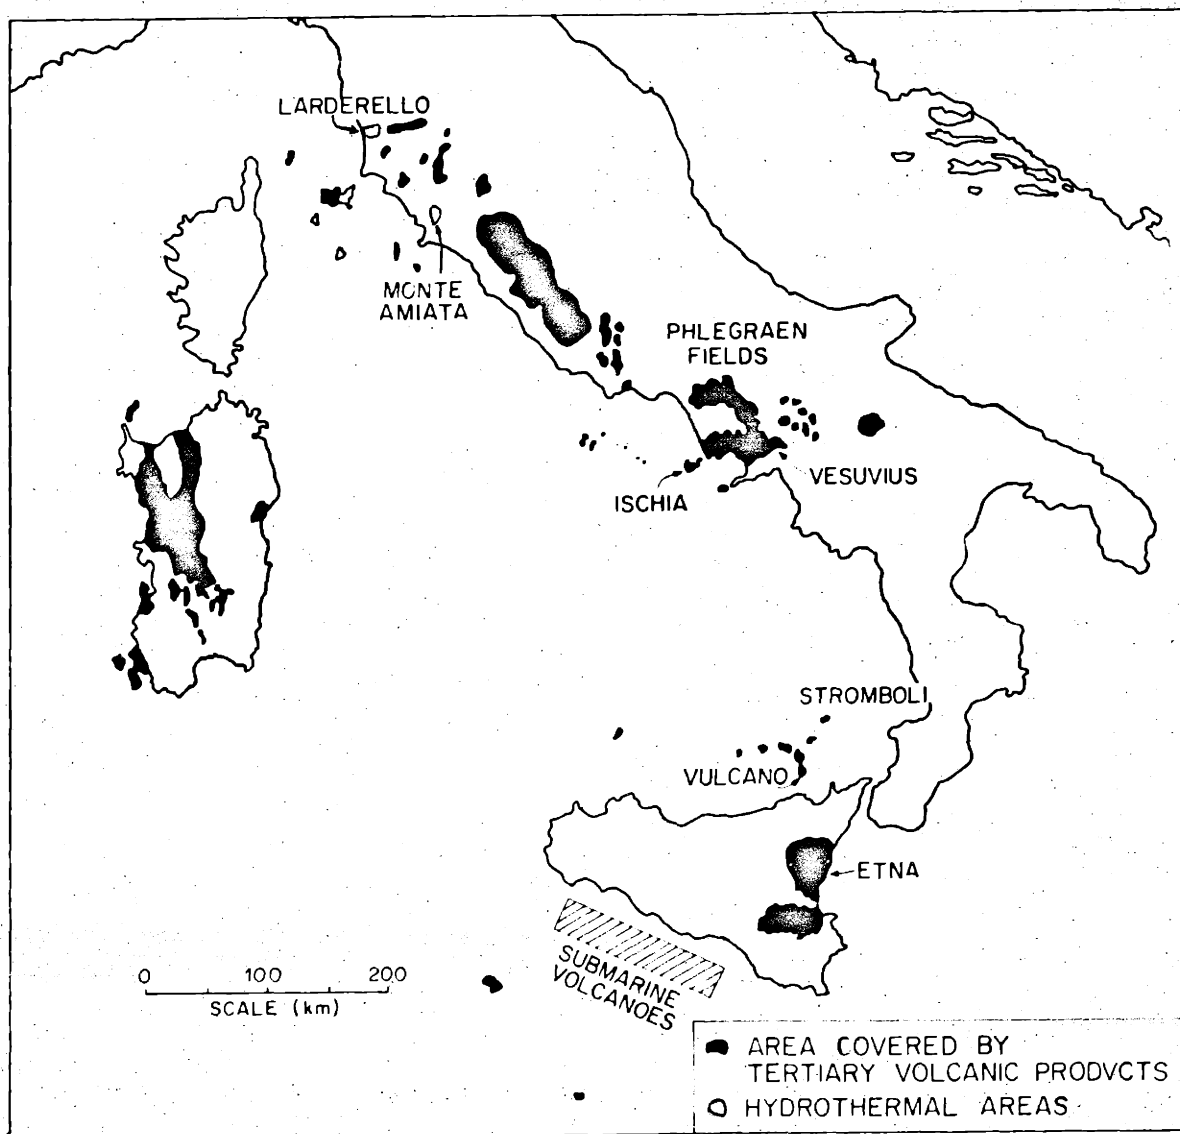 LARDERELLO
MONTE
AMIATA
PHLEGRAEN
FIELDS
VESUVIUS
ISCHIA
STROMBOLI
VULCANO
ETNA
SUBMARINE
VOLCANOES
0 100 200
SCALE (km)
AREA COVERED BY
TERTIARY VOLCANIC PRODVCTS
HYDROTHERMAL AREAS